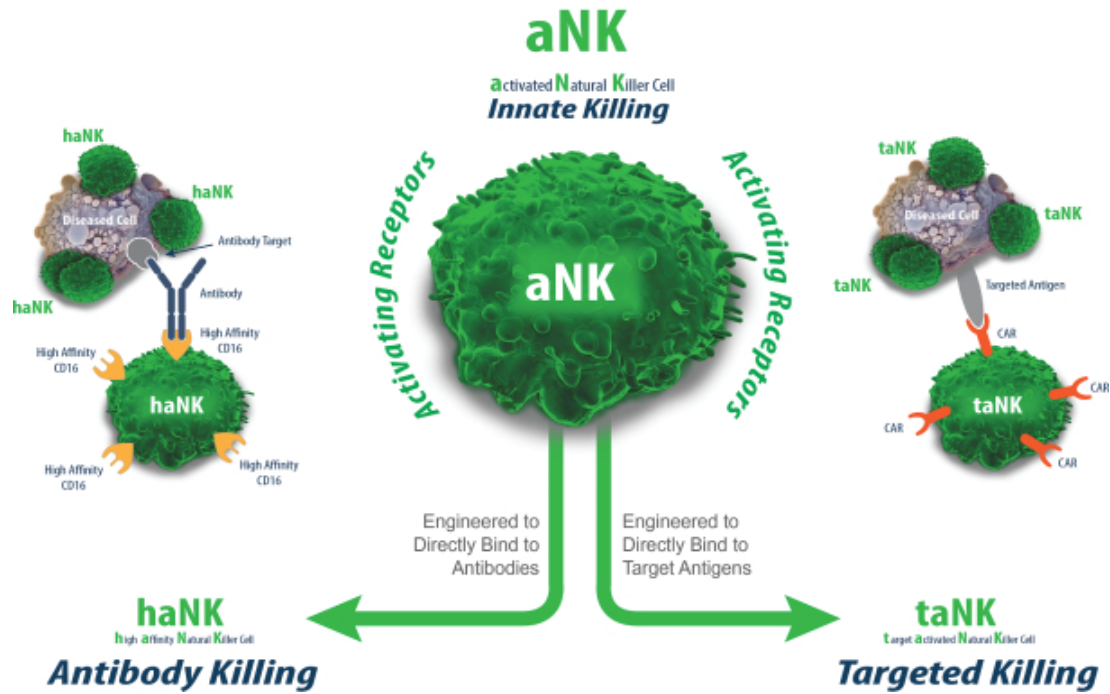 aNK
activated Natural Killer Cell
Innate Killing
Activating Receptors
aNK
Activating Receptors
haNK
haNK
Diseased Cell
haNK
Antibody Target
Antibody
High Affinity
CD16
High Affinity
CD16
haNK
High Affinity
CD16
High Affinity
CD16
taNK
Diseased Cell
taNK
taNK
Targeted Antigen
CAR
CAR
taNK
CAR
CAR
Engineered to
Directly Bind to
Antibodies
Engineered to
Directly Bind to
Target Antigens
haNK
high affinity Natural Killer Cell
Antibody Killing
taNK
target activated Natural Killer Cell
Targeted Killing